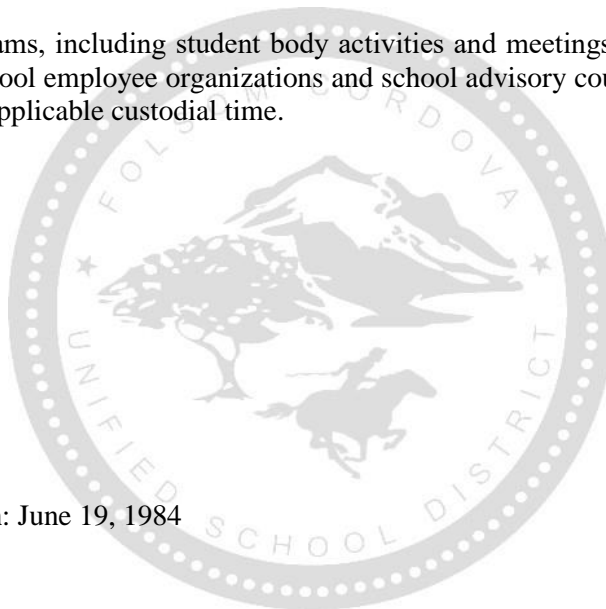 ams, including student body activities and meetings
ool employee organizations and school advisory cou
pplicable custodial time.
FOLSOM CORDOVA
UNIFIED SCHOOL DISTRICT
: June 19, 1984